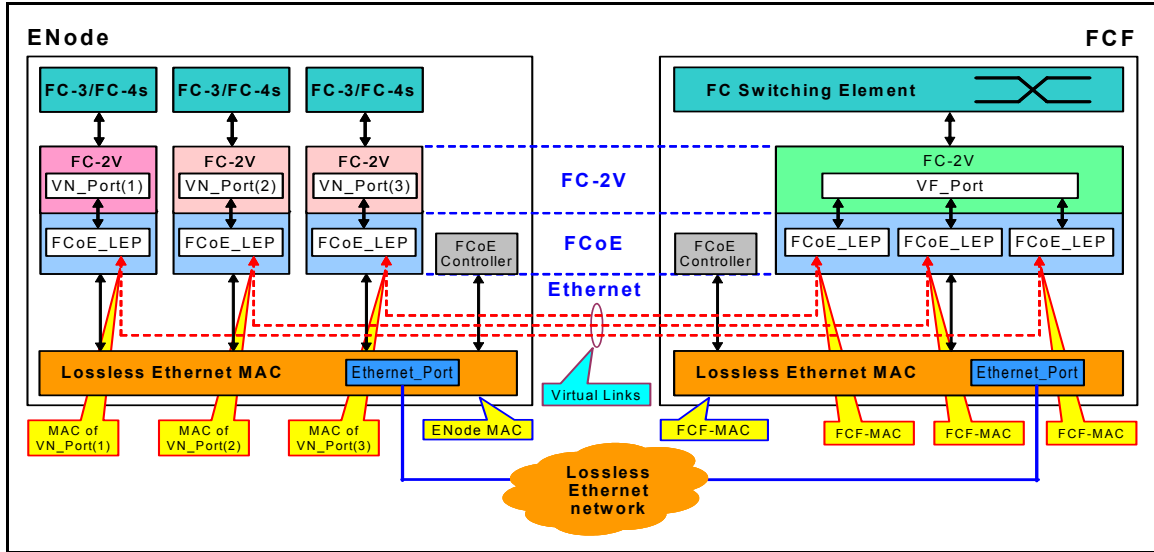 ENode
FCF
FC-3/FC-4s
FC-3/FC-4s
FC-3/FC-4s
FC Switching Element
FC-2V
FC-2V
FC-2V
FC-2V
FC-2V
VN_Port(1)
VN_Port(2)
VN_Port(3)
VF_Port
FCoE_LEP
FCoE_LEP
FCoE_LEP
FCoE
Controller
FCoE
FCoE
Controller
FCoE_LEP
FCoE_LEP
FCoE_LEP
Ethernet
Lossless Ethernet MAC
Ethernet_Port
Virtual Links
Lossless Ethernet MAC
Ethernet_Port
MAC of
VN_Port(1)
MAC of
VN_Port(2)
MAC of
VN_Port(3)
ENode MAC
FCF-MAC
FCF-MAC
FCF-MAC
FCF-MAC
Lossless
Ethernet
network